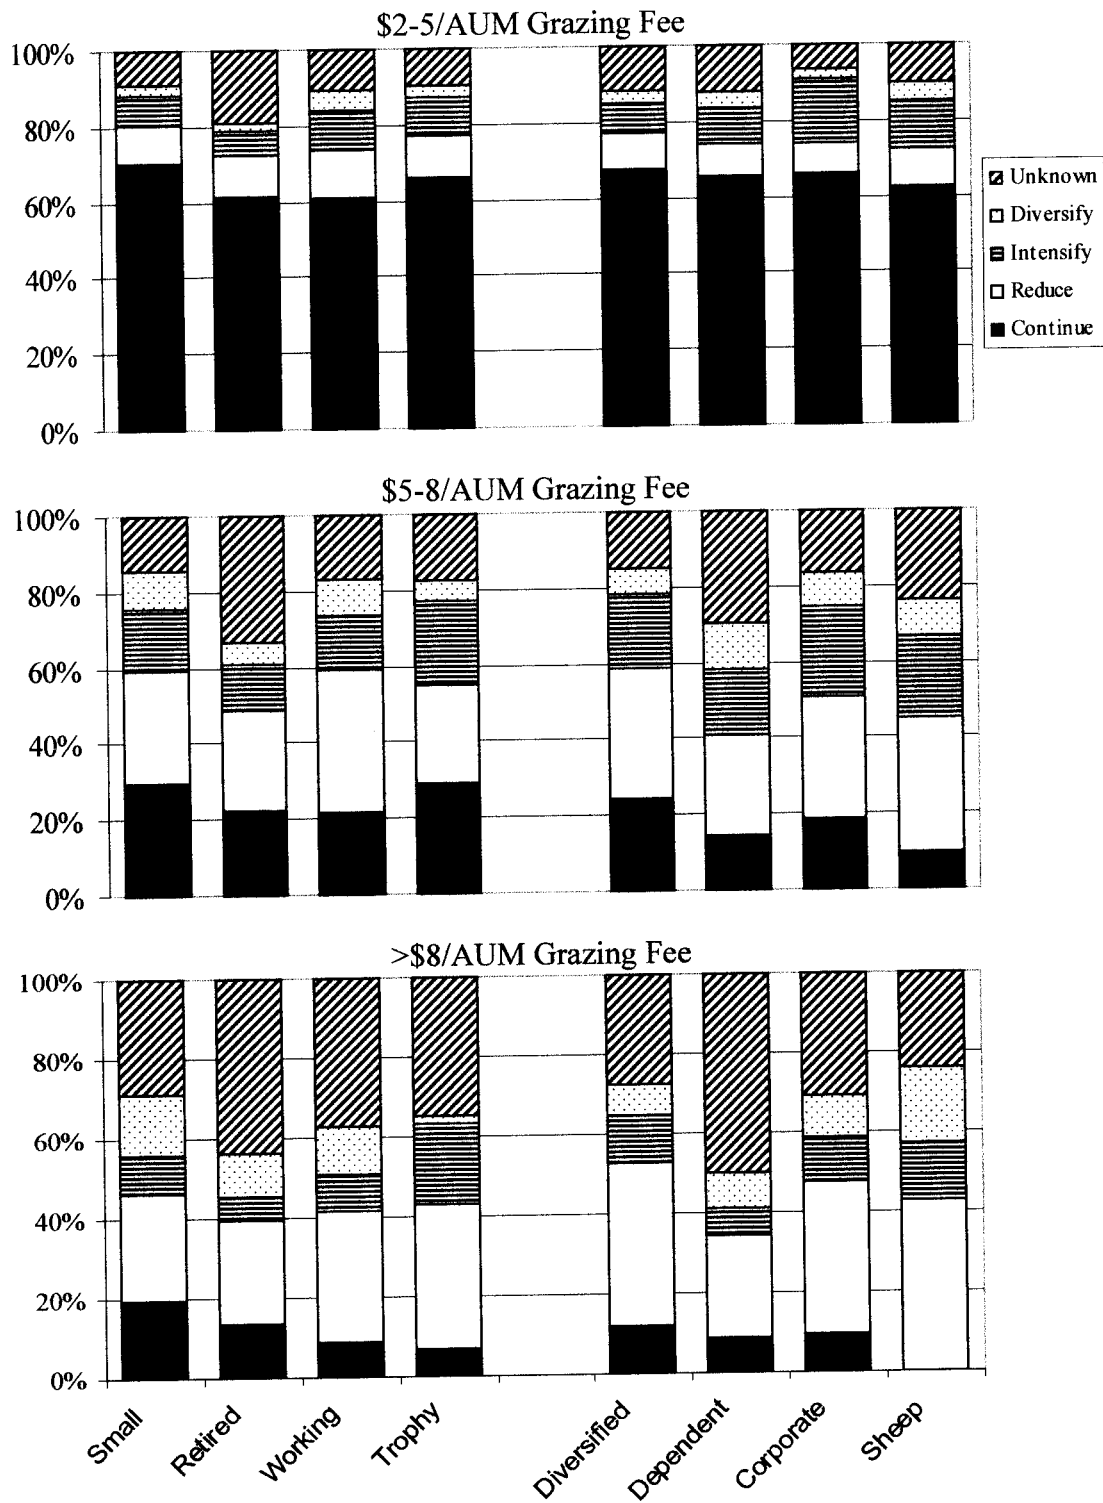 $2-5/AUM Grazing Fee
100%
80%
60%
40%
20%
0%
Unknown
Diversify
Intensify
Reduce
Continue
$5-8/AUM Grazing Fee
100%
80%
60%
40%
20%
0%
>$8/AUM Grazing Fee
100%
80%
60%
40%
20%
0%
Small
Retired
Working
Trophy
Diversified
Dependent
Corporate
Sheep